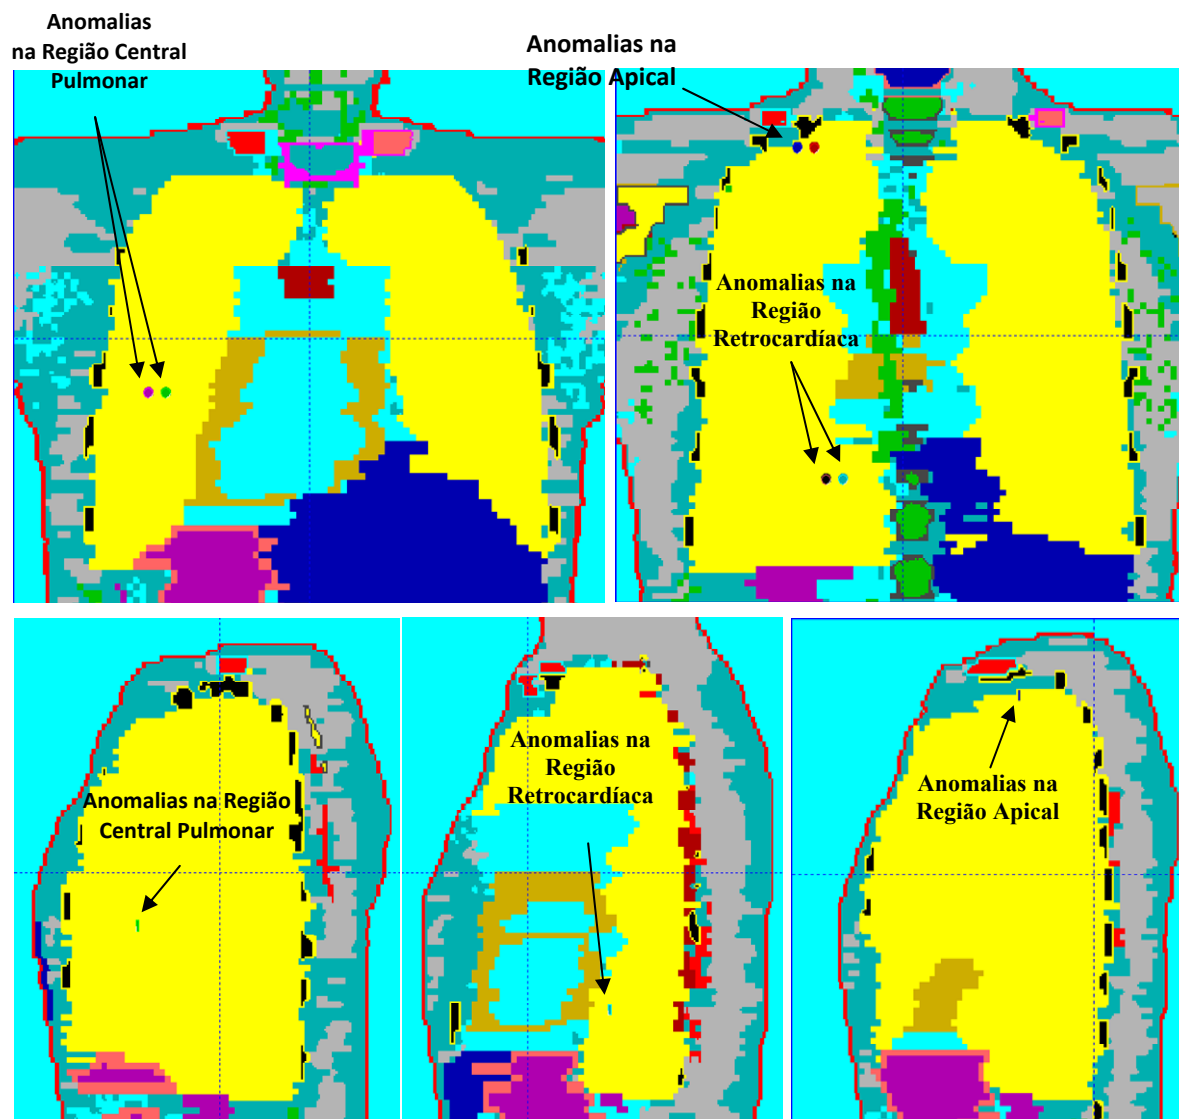 Anomalias
na Região Central
Pulmonar
Anomalias na
Região Apical
Anomalias na
Região
Retrocardíaca
Anomalias na Região
Central Pulmonar
Anomalias na
Região
Retrocardíaca
Anomalias na
Região Apical